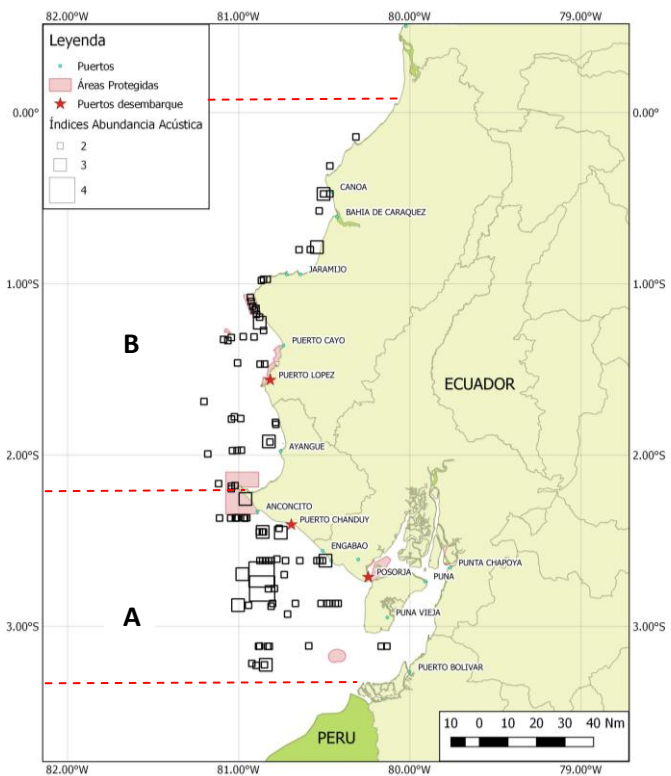 82.00°W
81.00°W
80.00°W
79.00°W
Leyenda
Puertos
Áreas Protegidas
Puertos desembarque
Índices Abundancia Acústica
2
3
4
0.00°
0.00°
CANOA
BAHIA DE CARAQUEZ
JARAMIJO
1.00°S
1.00°S
B
PUERTO CAYO
PUERTO LOPEZ
ECUADOR
AYANGUE
2.00°S
2.00°S
ANCONCITO
PUERTO CHANDUY
ENGABAO
POSORJA
PUNA
PUNTA CHAPOYA
A
PUNA VIEJA
3.00°S
3.00°S
PUERTO BOLIVAR
PERU
10 0 10 20 30 40 Nm
82.00°W
81.00°W
80.00°W
79.00°W